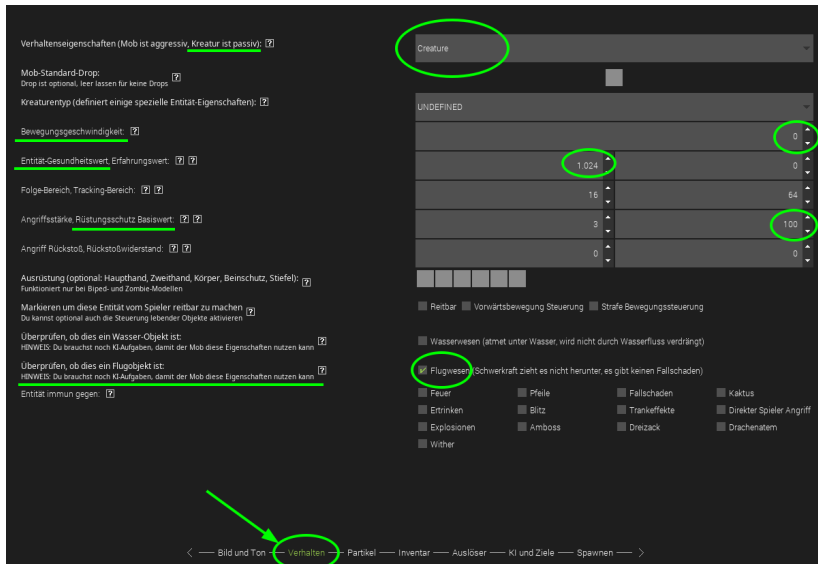 Verhaltenseigenschaften (Mob ist aggressiv, Kreatur ist passiv): [?]
Creature
Mob-Standard-Drop: [?]
Drop ist optional, leer lassen für keine Drops
Kreaturentyp (definiert einige spezielle Entität-Eigenschaften): [?]
UNDEFINED
Bewegungsgeschwindigkeit: [?]
0
Entität-Gesundheitswert, Erfahrungswert: [?] [?]
1.024 0
Folge-Bereich, Tracking-Bereich: [?] [?]
16 64
Angriffsstärke, Rüstungsschutz Basiswert: [?] [?]
3 100
Angriff Rückstoß, Rückstoßwiderstand: [?] [?]
0 0
Ausrüstung (optional: Haupthand, Zweithand, Körper, Beinschutz, Stiefel): [?]
Funktioniert nur bei Biped- und Zombie-Modellen
Markieren um diese Entität vom Spieler reitbar zu machen [?]
Du kannst optional auch die Steuerung lebender Objekte aktivieren
Reitbar Vorwärtsbewegung Steuerung Strafe Bewegungssteuerung
Überprüfen, ob dies ein Wasser-Objekt ist: [?]
HINWEIS: Du brauchst noch KI-Aufgaben, damit der Mob diese Eigenschaften nutzen kann
Wasserwesen (atmet unter Wasser, wird nicht durch Wasserfluss verdrängt)
Überprüfen, ob dies ein Flugobjekt ist: [?]
HINWEIS: Du brauchst noch KI-Aufgaben, damit der Mob diese Eigenschaften nutzen kann
Flugwesen (Schwerkraft zieht es nicht herunter, es gibt keinen Fallschaden)
Entität immun gegen: [?]
Feuer Pfeile Fallschaden Kaktus
Ertrinken Blitz Trankeffekte Direkter Spieler Angriff
Explosionen Amboss Dreizack Drachenatem
Wither
< Bild und Ton Verhalten Partikel Inventar Auslöser KI und Ziele Spawnen >